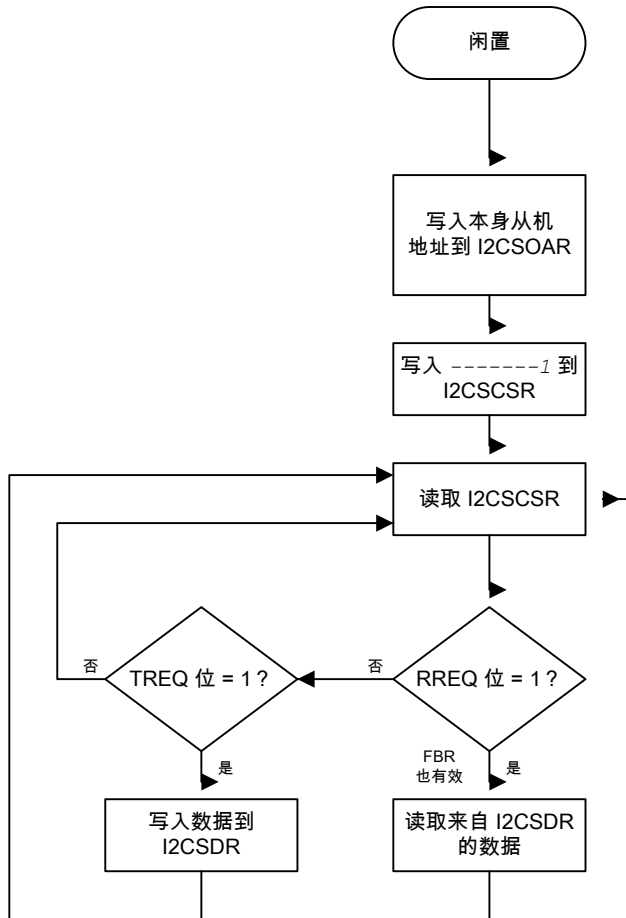 闲置
写入本身从机
地址到 I2CSOAR
写入 -------1 到
I2CSCSR
读取 I2CSCSR
否
TREQ 位 = 1 ?
否
RREQ 位 = 1 ?
是
FBR
也有效
是
写入数据到
I2CSDR
读取来自 I2CSDR
的数据